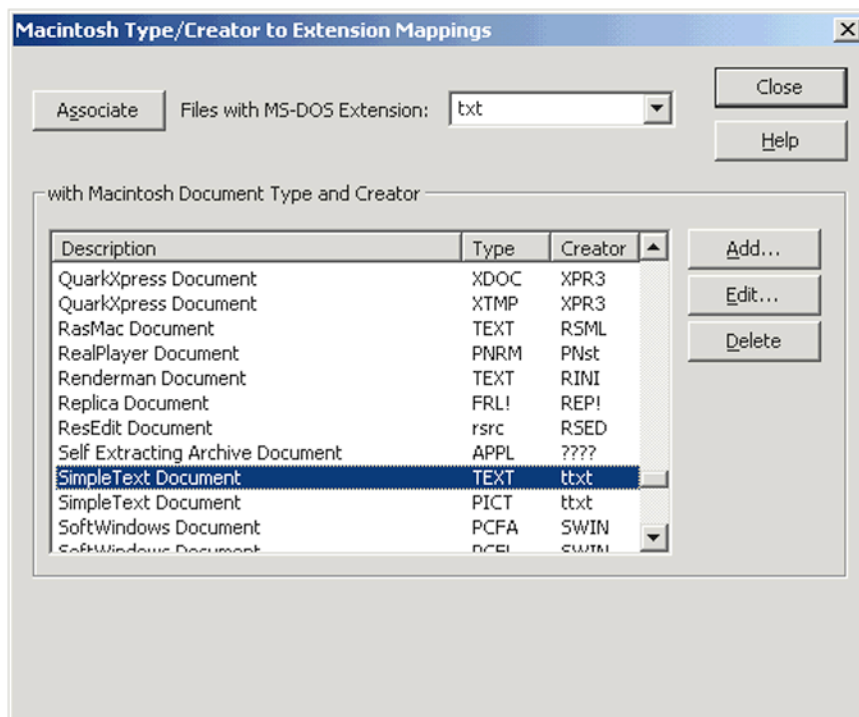 Macintosh Type/Creator to Extension Mappings
Associate Files with MS-DOS Extension: txt Close
Help
with Macintosh Document Type and Creator
Description Type Creator Add...
QuarkXpress Document XDOC XPR3
QuarkXpress Document XTMP XPR3 Edit...
RasMac Document TEXT RSML
RealPlayer Document PNRM PNst Delete
Renderman Document TEXT RINI
Replica Document FRL! REP!
ResEdit Document rsrc RSED
Self Extracting Archive Document APPL ????
SimpleText Document TEXT ttxt
SimpleText Document PICT ttxt
SoftWindows Document PCFA SWIN
SoftWindows Document SWIN